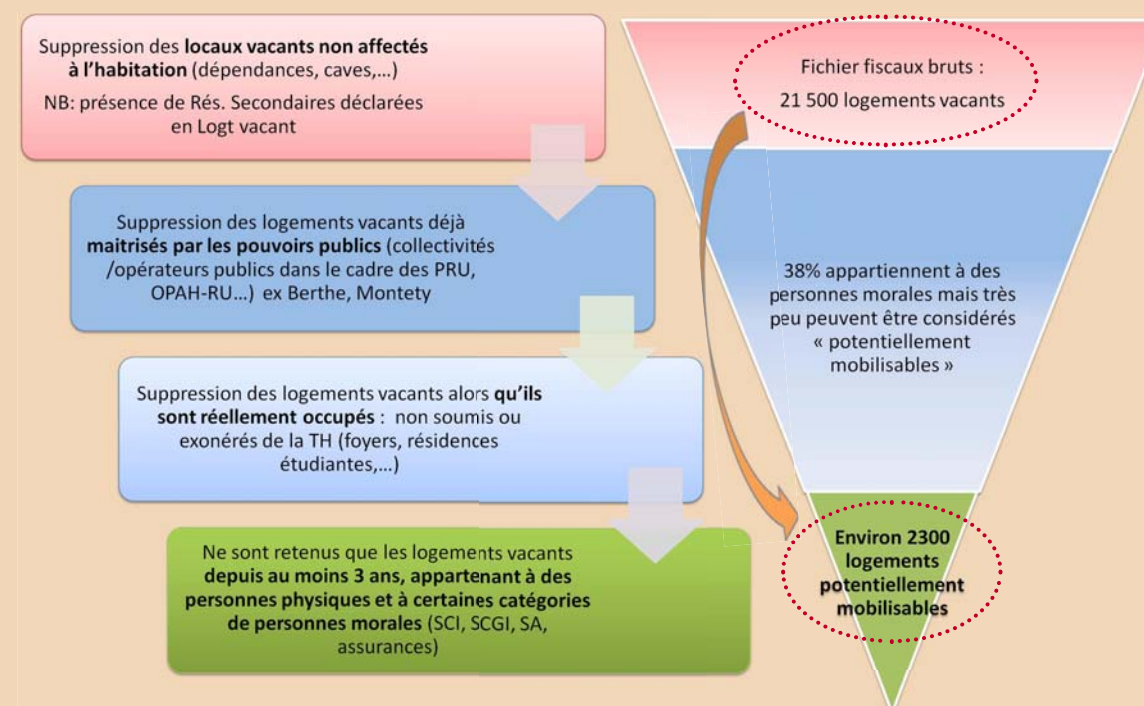 Suppression des locaux vacants non affectés
à l'habitation (dépendances, caves,...)
NB: présence de Rés. Secondaires déclarées
en Logt vacant
Suppression des logements vacants déjà
maitrisés par les pouvoirs publics (collectivités
/opérateurs publics dans le cadre des PRU,
OPAH-RU...) ex Berthe, Montety
Suppression des logements vacants alors qu'ils
sont réellement occupés : non soumis ou
exonérés de la TH (foyers, résidences
étudiantes,...)
Ne sont retenus que les logements vacants
depuis au moins 3 ans, appartenant à des
personnes physiques et à certaines catégories
de personnes morales (SCI, SCGI, SA,
assurances)
Fichier fiscaux bruts :
21 500 logements vacants
38% appartiennent à des
personnes morales mais très
peu peuvent être considérés
« potentiellement
mobilisables »
Environ 2300
logements
potentiellement
mobilisables